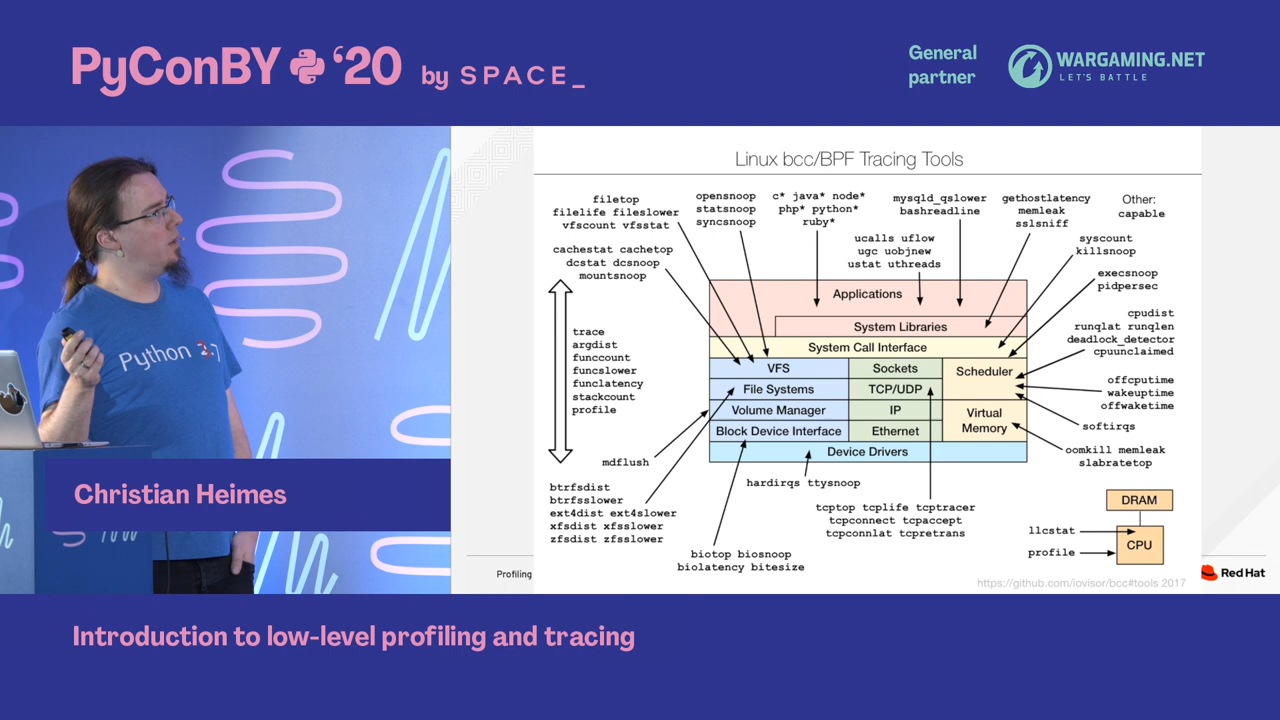 PyConBY '20 by SPACE_
General
partner
WARGAMING.NET
LET'S BATTLE
Python 2.7
Linux bcc/BPF Tracing Tools
filetop
filelife fileslower
vfscount vfsstat
opensnoop
statsnoop
syncsnoop
c* java* node*
php* python*
ruby*
mysqld_qslower
bashreadline
gethostlatency
memleak
sslsniff
Other:
capable
cachestat cachetop
dcstat dcsnoop
mountsnoop
ucalls uflow
ugc uobjnew
ustat uthreads
syscount
killsnoop
execsnoop
pidpersec
trace
argdist
funccount
funcslower
funclatency
stackcount
profile
Applications
System Libraries
System Call Interface
VFS
Sockets
Scheduler
File Systems
TCP/UDP
Volume Manager
IP
Virtual
Memory
Block Device Interface
Ethernet
Device Drivers
cpudist
runqlat runqlen
deadlock_detector
cpuunclaimed
offcputime
wakeuptime
offwaketime
softirqs
oomkill memleak
slabratetop
mdflush
hardirqs ttysnoop
btrfsdist
btrfsslower
ext4dist ext4slower
xfsdist xfsslower
zfsdist zfsslower
tcptop tcplife tcptracer
tcpconnect tcpaccept
tcpconnlat tcpretrans
biotop biosnoop
biolatency bitesize
DRAM
llcstat
CPU
profile
https://github.com/iovisor/bcc#tools 2017
Profiling
Red Hat
Christian Heimes
Introduction to low-level profiling and tracing